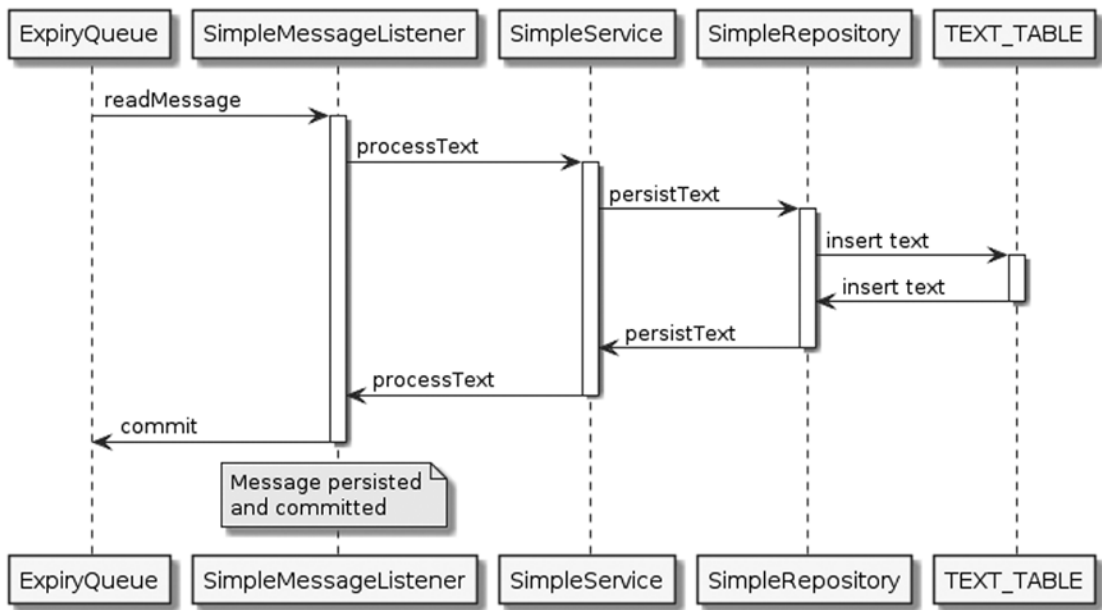 ExpiryQueue SimpleMessageListener SimpleService SimpleRepository TEXT_TABLE
readMessage
processText
persistText
insert text
insert text
persistText
processText
commit
Message persisted
and committed
ExpiryQueue SimpleMessageListener SimpleService SimpleRepository TEXT_TABLE